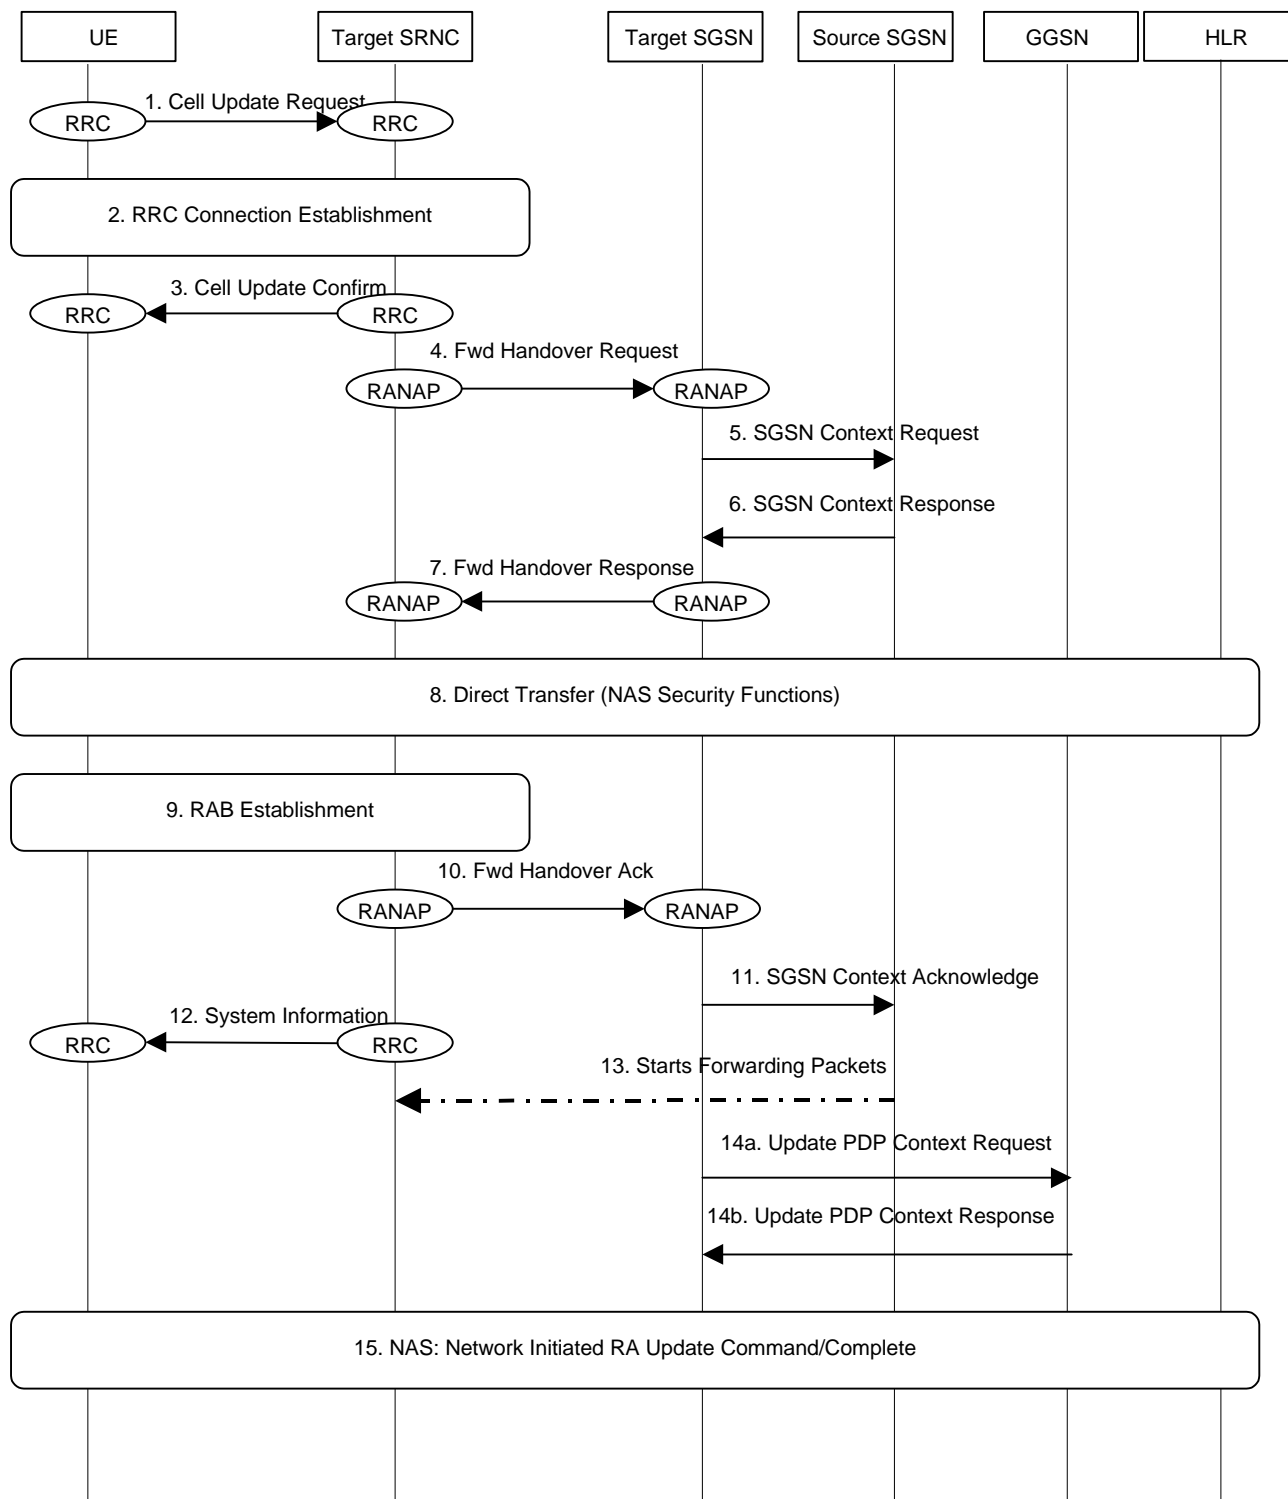 UE
Target SRNC
Target SGSN
Source SGSN
GGSN
HLR
1. Cell Update Request
RRC
RRC
2. RRC Connection Establishment
3. Cell Update Confirm
RRC
RRC
4. Fwd Handover Request
RANAP
RANAP
5. SGSN Context Request
6. SGSN Context Response
7. Fwd Handover Response
RANAP
RANAP
8. Direct Transfer (NAS Security Functions)
9. RAB Establishment
10. Fwd Handover Ack
RANAP
RANAP
11. SGSN Context Acknowledge
12. System Information
RRC
RRC
13. Starts Forwarding Packets
14a. Update PDP Context Request
14b. Update PDP Context Response
15. NAS: Network Initiated RA Update Command/Complete